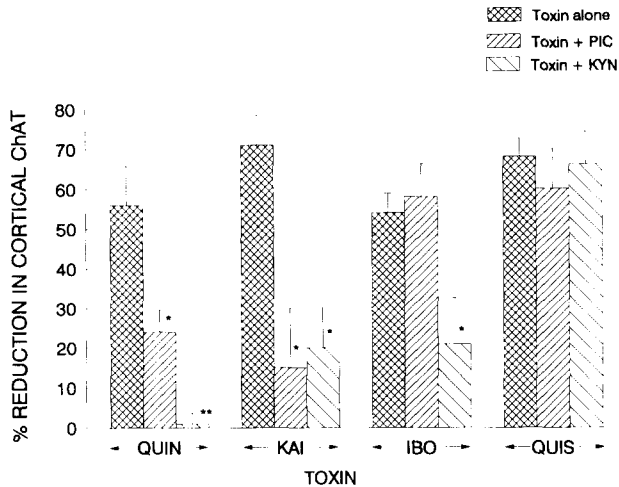 Toxin alone
Toxin + PIC
Toxin + KYN
% REDUCTION IN CORTICAL ChAT
80
70
60
50
40
30
20
10
0
*
**
*
*
*
QUIN KAI IBO QUIS
TOXIN